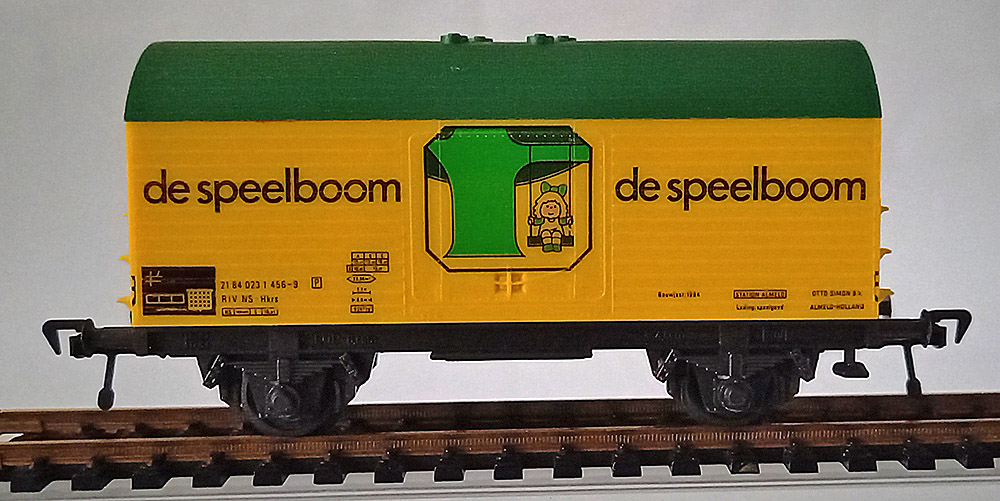 de speelboom
de speelboom
21 84 023 1 456-9 P
RIV NS - Hkrs
Bouwjaar: 1984
STATION ALMELO
Lading: speelgoed
OTTO SIMON B.V.
ALMELO-HOLLAND